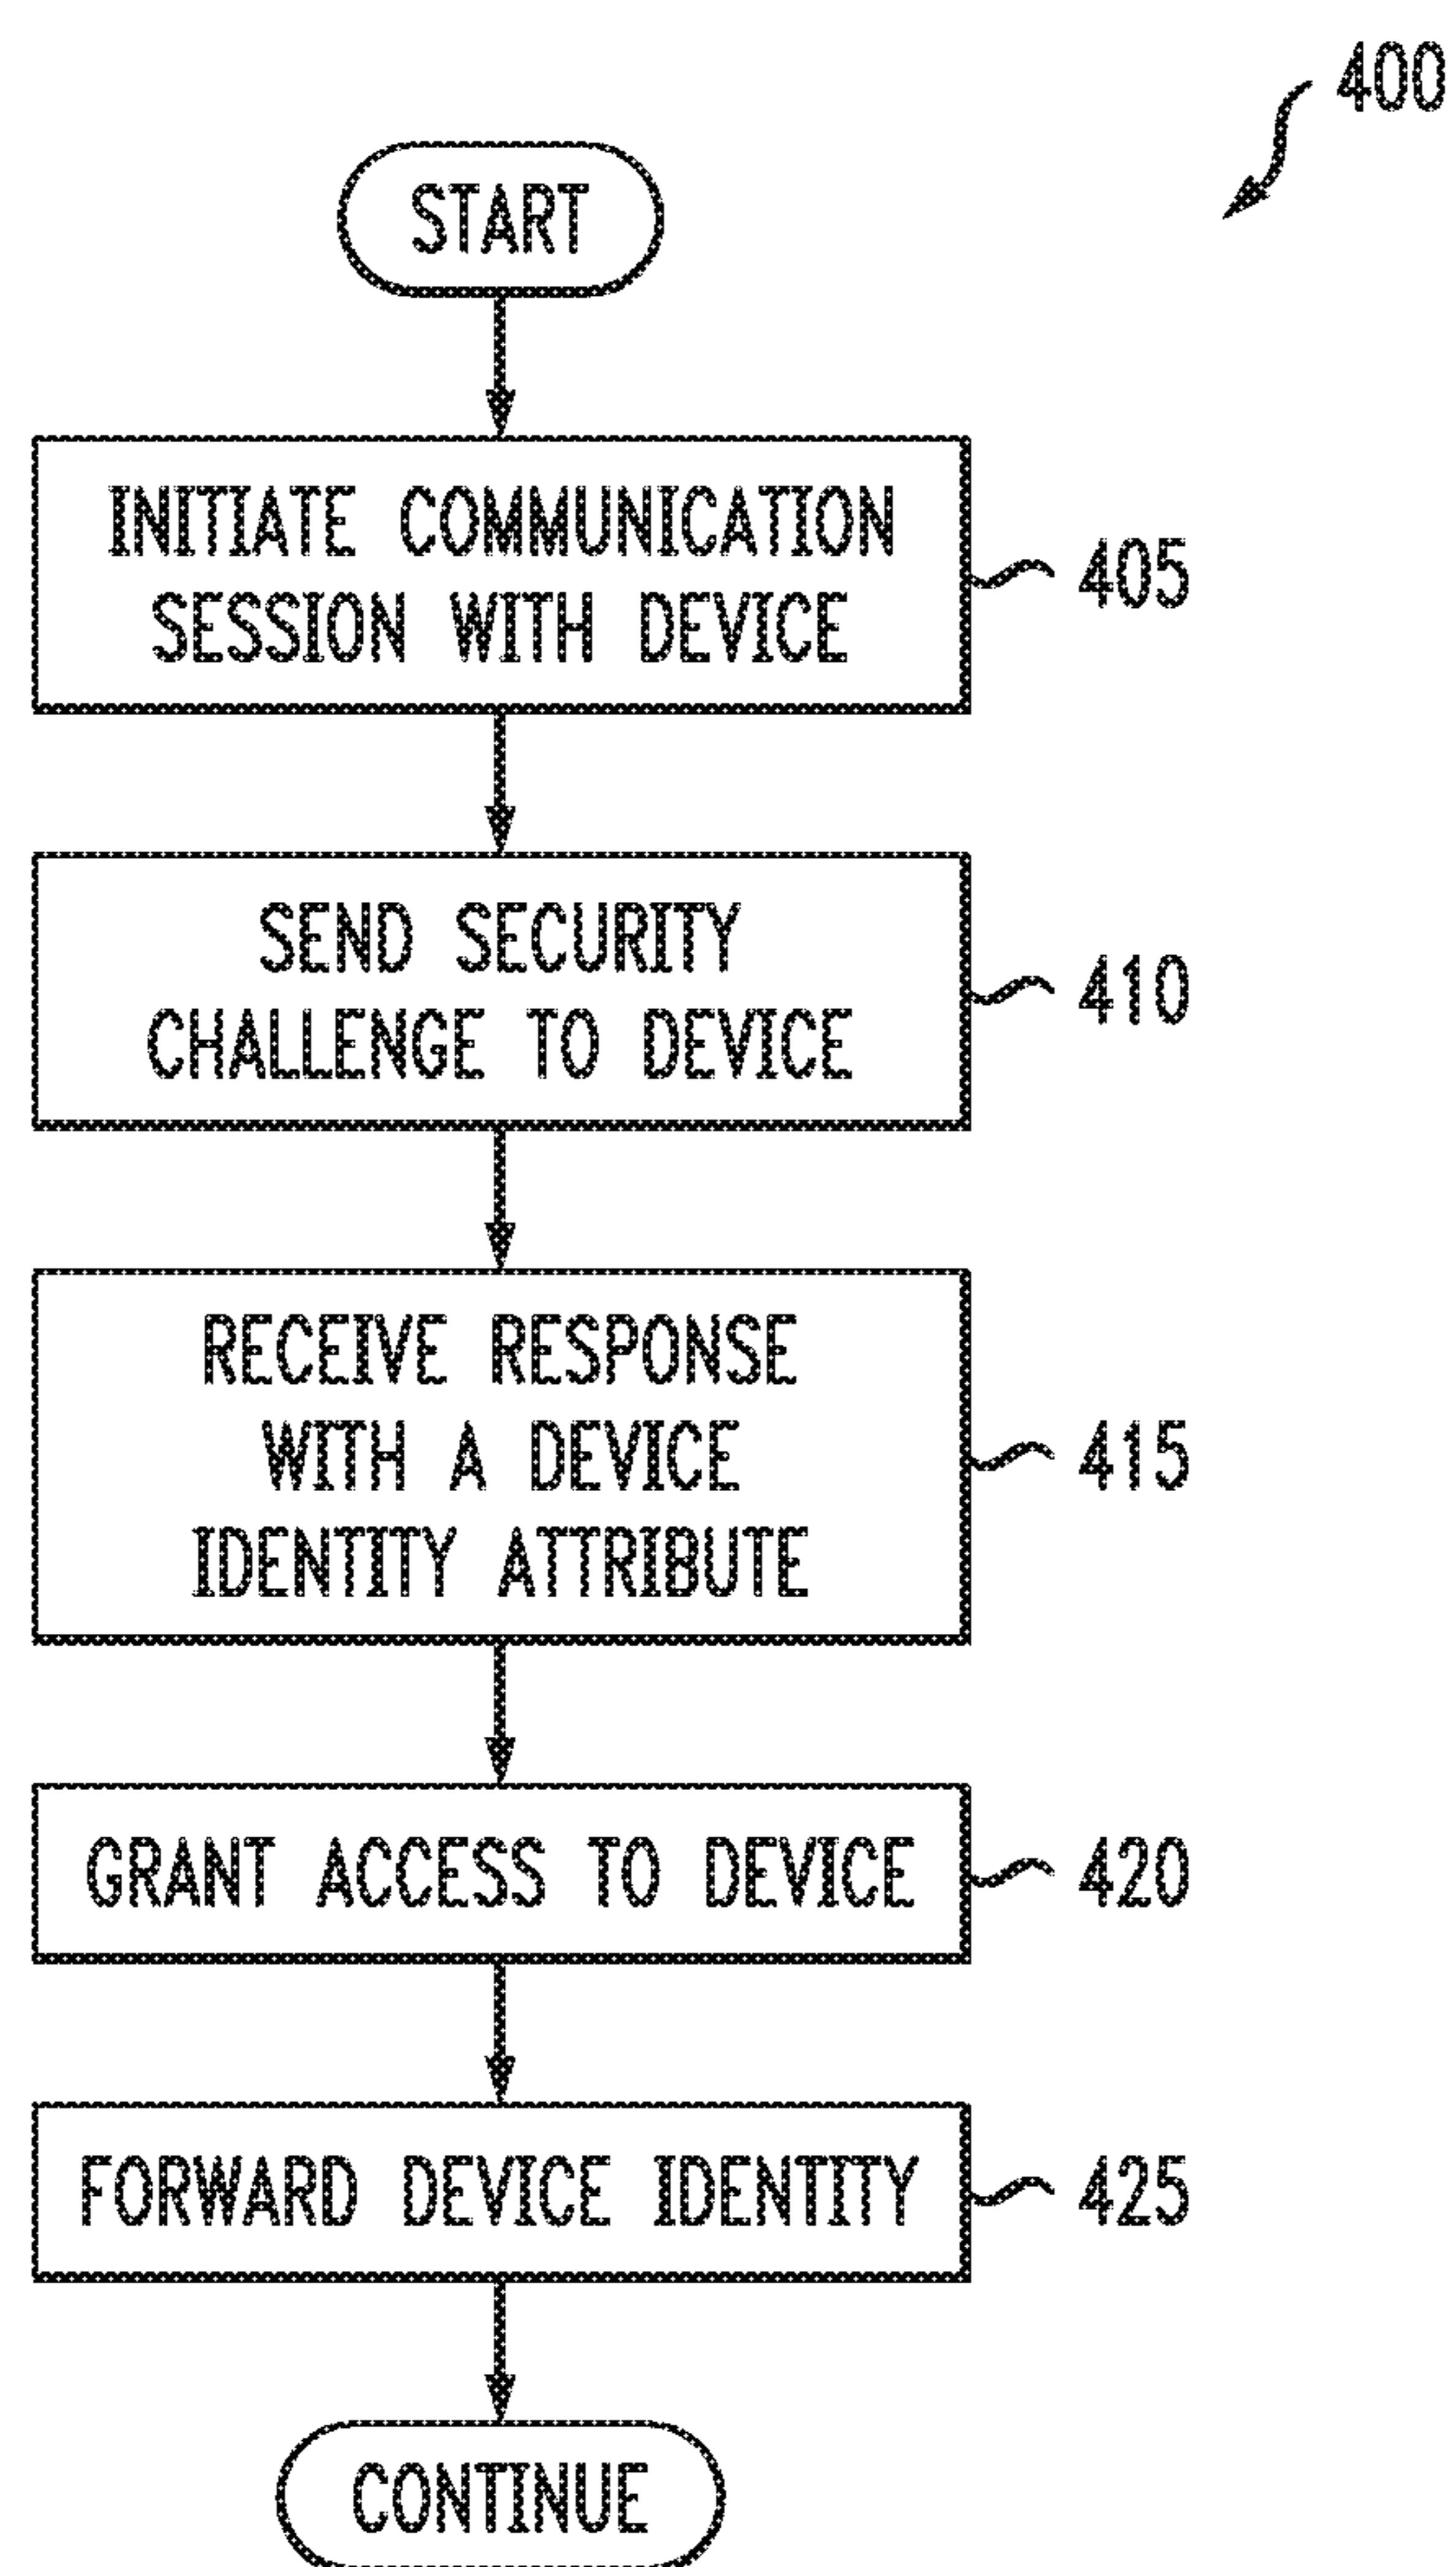 400
START
INITIATE COMMUNICATION
SESSION WITH DEVICE
405
SEND SECURITY
CHALLENGE TO DEVICE
410
RECEIVE RESPONSE
WITH A DEVICE
IDENTITY ATTRIBUTE
415
GRANT ACCESS TO DEVICE
420
FORWARD DEVICE IDENTITY
425
CONTINUE